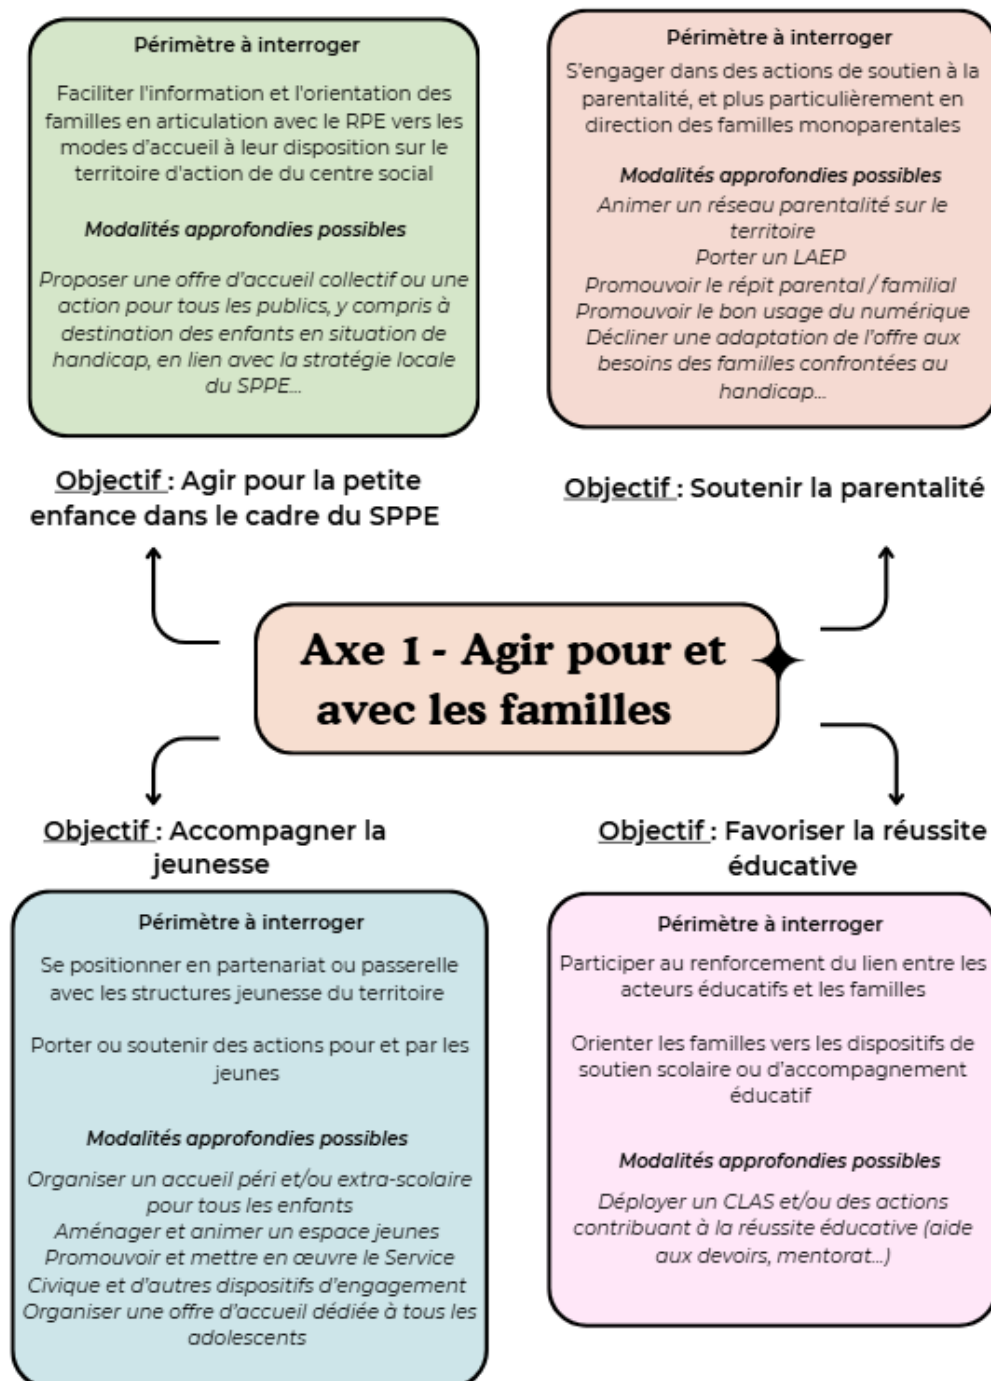 Périmètre à interroger
Faciliter l'information et l'orientation des
familles en articulation avec le RPE vers les
modes d'accueil à leur disposition sur le
territoire d'action de du centre social
Modalités approfondies possibles
Proposer une offre d'accueil collectif ou une
action pour tous les publics, y compris à
destination des enfants en situation de
handicap, en lien avec la stratégie locale
du SPPE...
Objectif : Agir pour la petite
enfance dans le cadre du SPPE
Périmètre à interroger
S'engager dans des actions de soutien à la
parentalité, et plus particulièrement en
direction des familles monoparentales
Modalités approfondies possibles
Animer un réseau parentalité sur le
territoire
Porter un LAEP
Promouvoir le répit parental / familial
Promouvoir le bon usage du numérique
Décliner une adaptation de l'offre aux
besoins des familles confrontées au
handicap...
Objectif : Soutenir la parentalité
Axe 1 - Agir pour et
avec les familles
Objectif : Accompagner la
jeunesse
Périmètre à interroger
Se positionner en partenariat ou passerelle
avec les structures jeunesse du territoire
Porter ou soutenir des actions pour et par les
jeunes
Modalités approfondies possibles
Organiser un accueil péri et/ou extra-scolaire
pour tous les enfants
Aménager et animer un espace jeunes
Promouvoir et mettre en œuvre le Service
Civique et d'autres dispositifs d'engagement
Organiser une offre d'accueil dédiée à tous les
adolescents
Objectif : Favoriser la réussite
éducative
Périmètre à interroger
Participer au renforcement du lien entre les
acteurs éducatifs et les familles
Orienter les familles vers les dispositifs de
soutien scolaire ou d'accompagnement
éducatif
Modalités approfondies possibles
Déployer un CLAS et/ou des actions
contribuant à la réussite éducative (aide
aux devoirs, mentorat...)